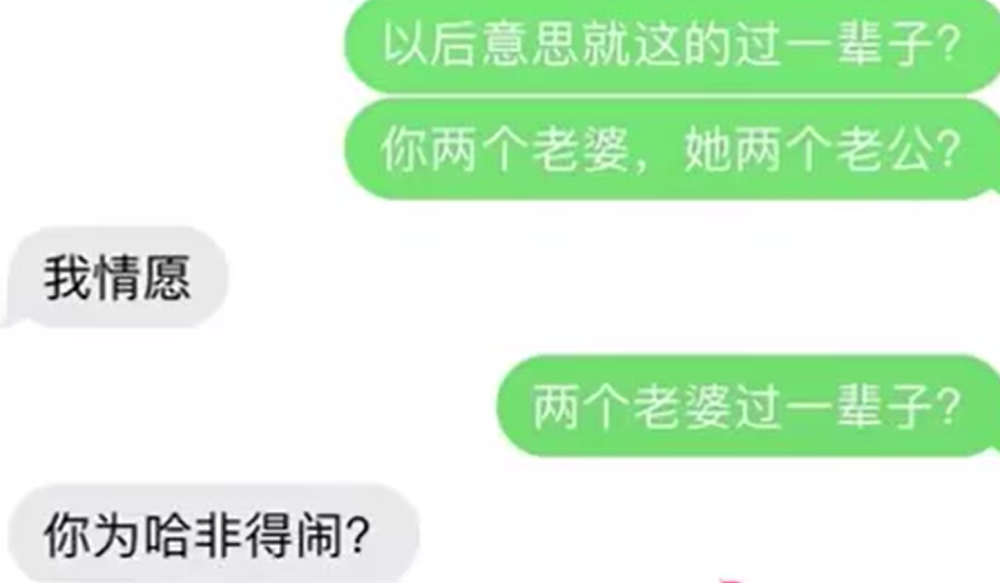 以后意思就这的过一辈子?
你两个老婆，她两个老公?
我情愿
两个老婆过一辈子?
你为哈非得闹?